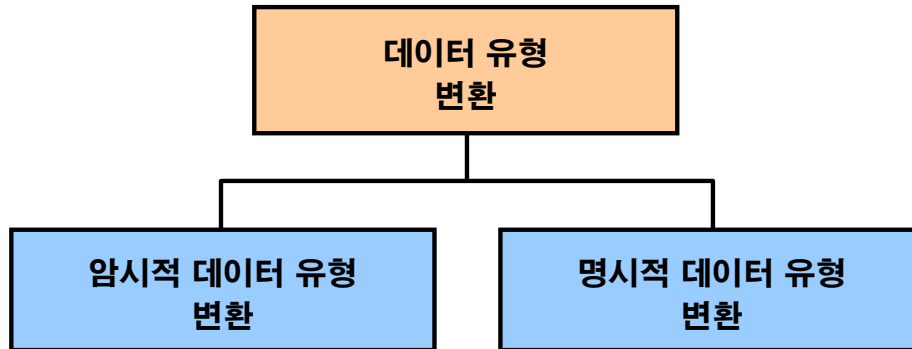 데이터 유형
변환
암시적 데이터 유형
변환
명시적 데이터 유형
변환